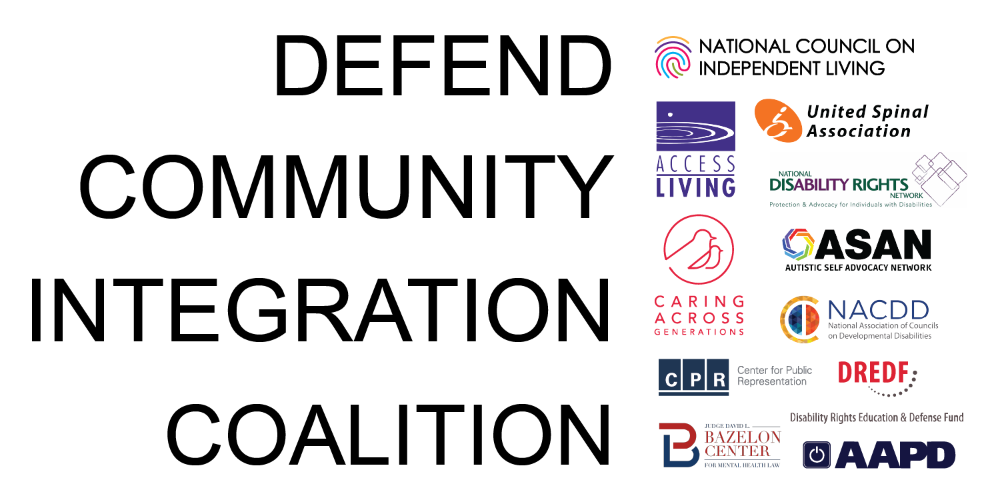 DEFEND
COMMUNITY
INTEGRATION
COALITION
NATIONAL COUNCIL ON
INDEPENDENT LIVING
ACCESS
LIVING
United Spinal
Association
NATIONAL
DISABILITY RIGHTS
NETWORK
Protection & Advocacy for Individuals with Disabilities
CARING
ACROSS
GENERATIONS
ASAN
AUTISTIC SELF ADVOCACY NETWORK
NACDD
National Association of Councils
on Developmental Disabilities
CPR
Center for Public
Representation
DREDF
Disability Rights Education & Defense Fund
JUDGE DAVID L.
BAZELON
CENTER
FOR MENTAL HEALTH LAW
AAPD